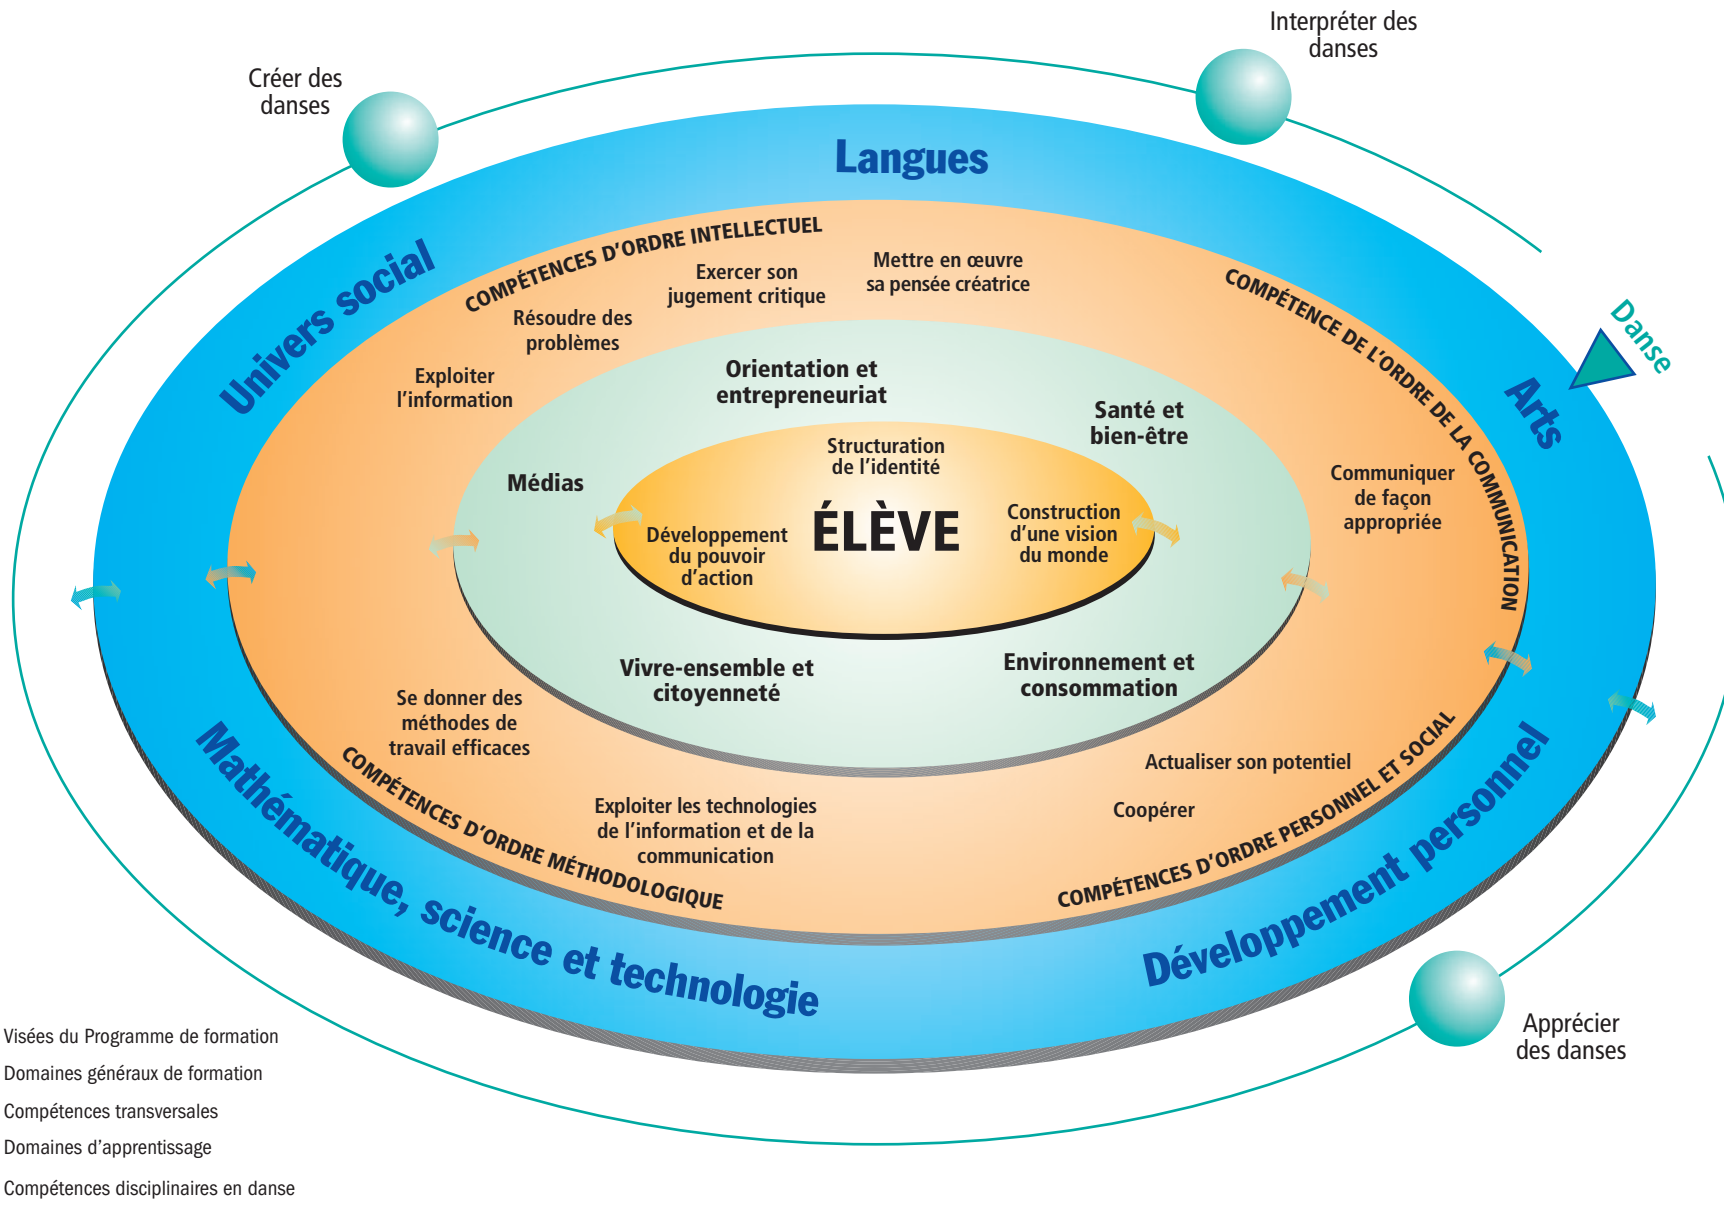 Interpréter des
danses
Créer des
danses
Langues
Univers social
Arts
Danse
COMPÉTENCES D'ORDRE INTELLECTUEL
Exploiter
l'information
Résoudre des
problèmes
Exercer son
jugement critique
Mettre en œuvre
sa pensée créatrice
COMPÉTENCE DE L'ORDRE DE LA COMMUNICATION
Communiquer
de façon
appropriée
Orientation et
entrepreneuriat
Santé et
bien-être
Médias
Structuration
de l'identité
ÉLÈVE
Développement
du pouvoir
d'action
Construction
d'une vision
du monde
Vivre-ensemble et
citoyenneté
Environnement et
consommation
Se donner des
méthodes de
travail efficaces
Exploiter les technologies
de l'information et de la
communication
COMPÉTENCES D'ORDRE MÉTHODOLOGIQUE
Actualiser son potentiel
Coopérer
COMPÉTENCES D'ORDRE PERSONNEL ET SOCIAL
Mathématique, science et technologie
Développement personnel
Apprécier
des danses
Visées du Programme de formation
Domaines généraux de formation
Compétences transversales
Domaines d'apprentissage
Compétences disciplinaires en danse